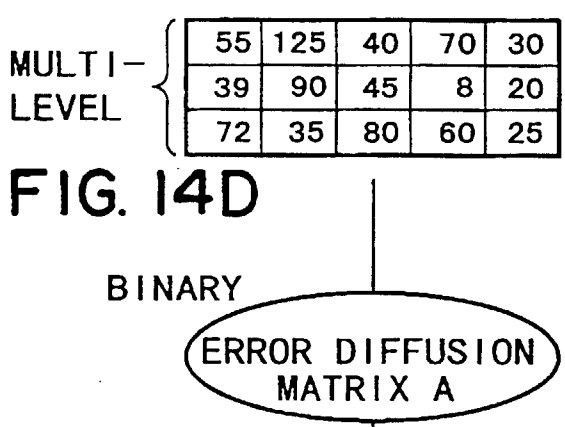 MULTI-
LEVEL
55 125 40 70 30
39 90 45 8 20
72 35 80 60 25
FIG. 14D
BINARY
ERROR DIFFUSION
MATRIX A